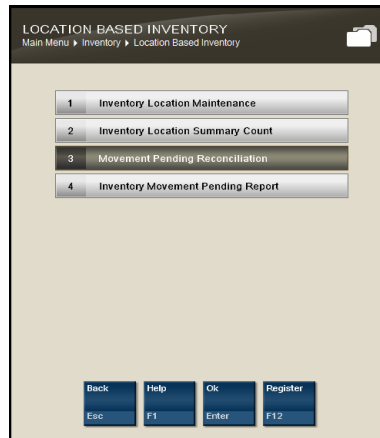 LOCATION BASED INVENTORY
Main Menu ▸ Inventory ▸ Location Based Inventory
1 Inventory Location Maintenance
2 Inventory Location Summary Count
3 Movement Pending Reconciliation
4 Inventory Movement Pending Report
Back Help Ok Register
Esc F1 Enter F12